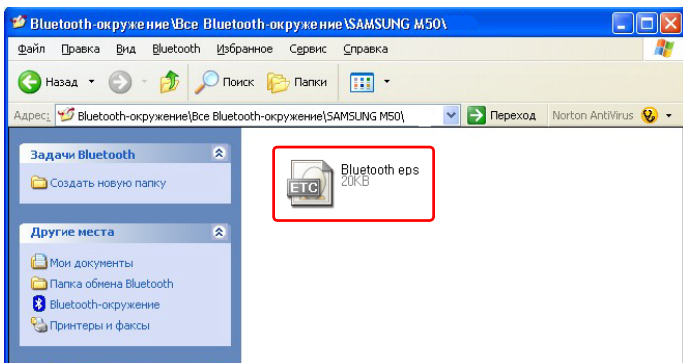 Bluetooth-окружение\Все Bluetooth-окружение\SAMSUNG M50\
Файл Правка Вид Bluetooth Избранное Сервис Справка
Назад Поиск Папки
Адрес: Bluetooth-окружение\Все Bluetooth-окружение\SAMSUNG M50\ Переход Norton AntiVirus
Задачи Bluetooth
Создать новую папку
ETC
Bluetooth eps
20KB
Другие места
Мои документы
Папка обмена Bluetooth
Bluetooth-окружение
Принтеры и факсы